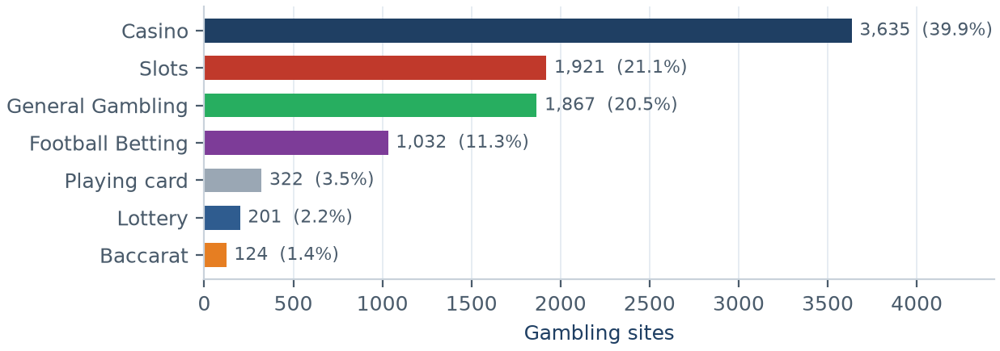 Casino 3,635 (39.9%)
Slots 1,921 (21.1%)
General Gambling 1,867 (20.5%)
Football Betting 1,032 (11.3%)
Playing card 322 (3.5%)
Lottery 201 (2.2%)
Baccarat 124 (1.4%)
0 500 1000 1500 2000 2500 3000 3500 4000
Gambling sites